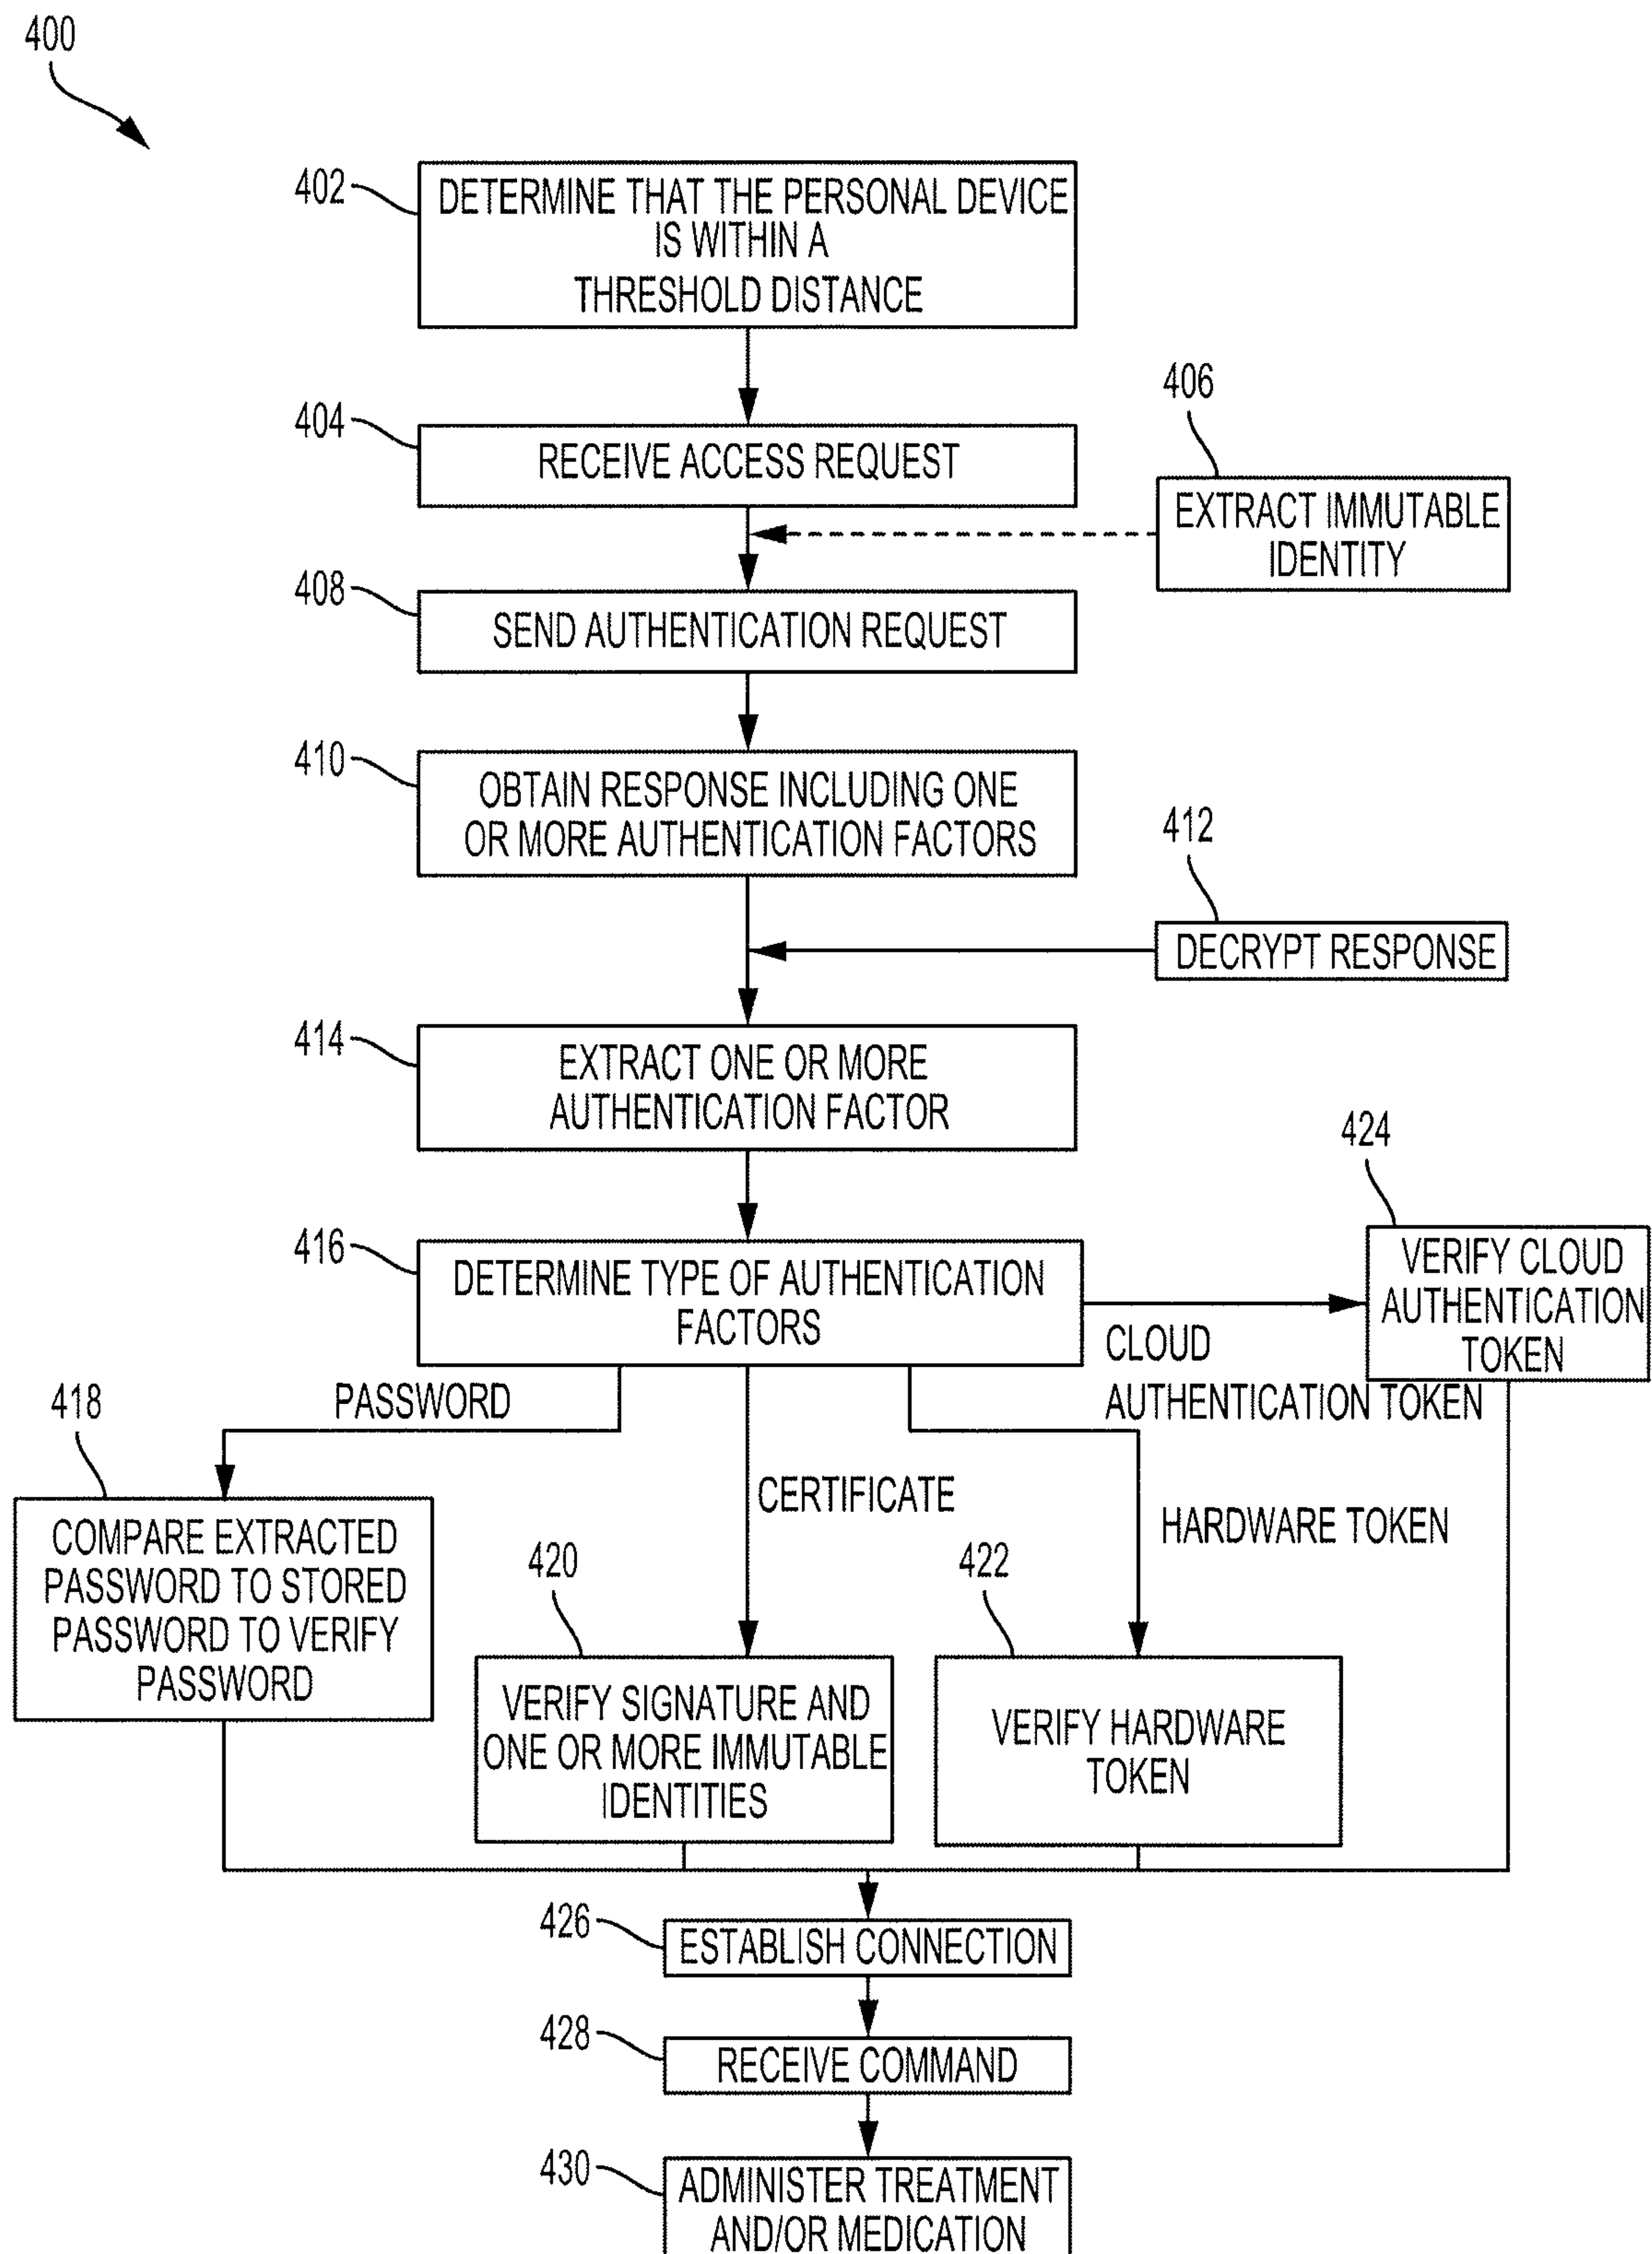 400
402
DETERMINE THAT THE PERSONAL DEVICE
IS WITHIN A
THRESHOLD DISTANCE
404
RECEIVE ACCESS REQUEST
406
EXTRACT IMMUTABLE
IDENTITY
408
SEND AUTHENTICATION REQUEST
410
OBTAIN RESPONSE INCLUDING ONE
OR MORE AUTHENTICATION FACTORS
412
DECRYPT RESPONSE
414
EXTRACT ONE OR MORE
AUTHENTICATION FACTOR
416
DETERMINE TYPE OF AUTHENTICATION
FACTORS
424
VERIFY CLOUD
AUTHENTICATION
TOKEN
CLOUD
AUTHENTICATION TOKEN
PASSWORD
CERTIFICATE
HARDWARE TOKEN
418
COMPARE EXTRACTED
PASSWORD TO STORED
PASSWORD TO VERIFY
PASSWORD
420
VERIFY SIGNATURE AND
ONE OR MORE IMMUTABLE
IDENTITIES
422
VERIFY HARDWARE
TOKEN
426
ESTABLISH CONNECTION
428
RECEIVE COMMAND
430
ADMINISTER TREATMENT
AND/OR MEDICATION